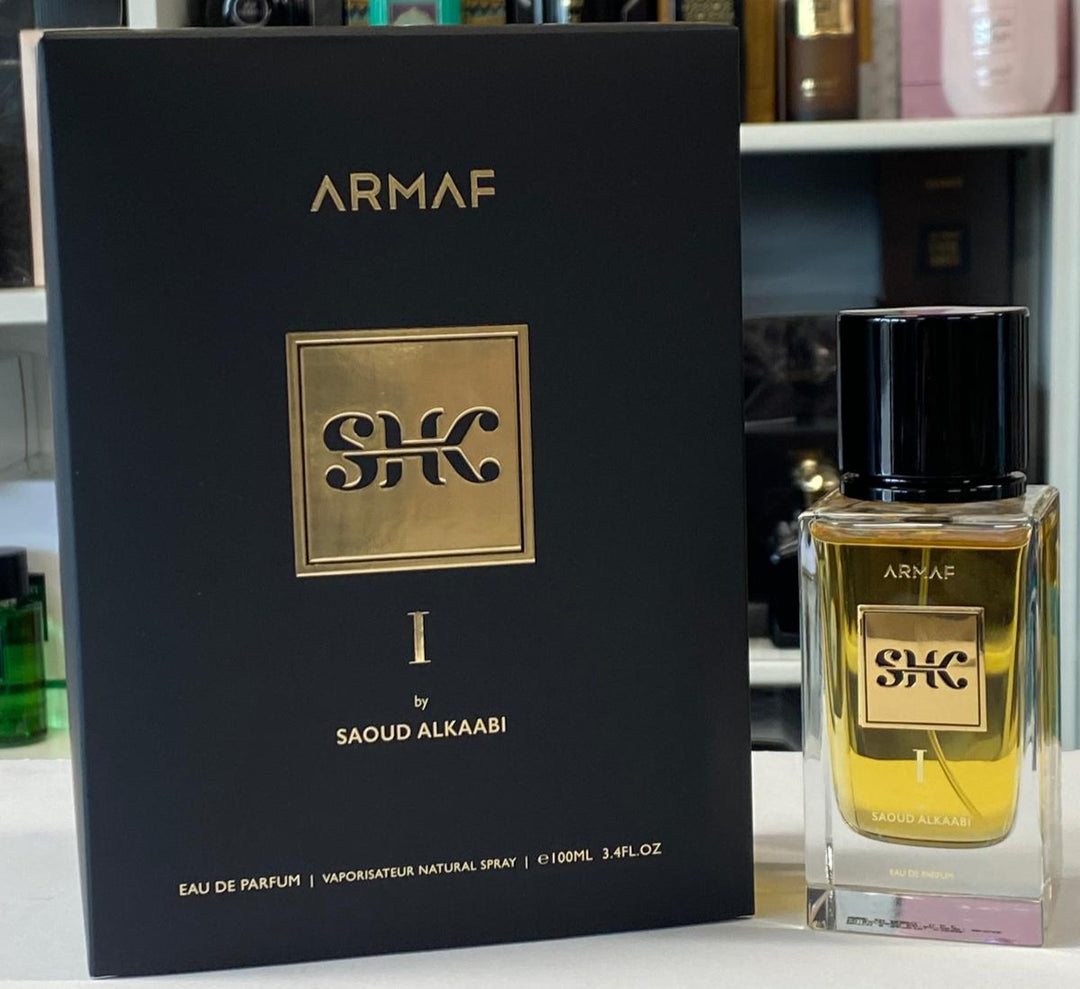 ARMAF
SHC
I
by
SAOUD ALKAABI
EAU DE PARFUM | VAPORISATEUR NATURAL SPRAY | ℮100ML 3.4FL.OZ
ARMAF
SHC
I
SAOUD ALKAABI
EAU DE PARFUM